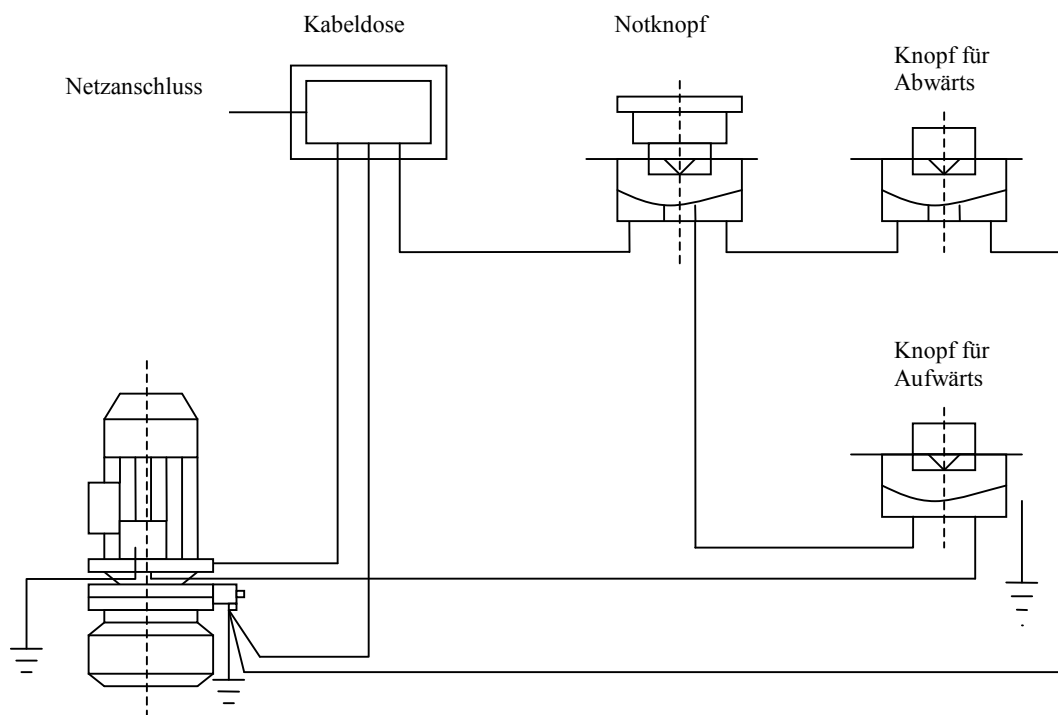 Kabeldose
Notknopf
Netzanschluss
Knopf für
Abwärts
Knopf für
Aufwärts